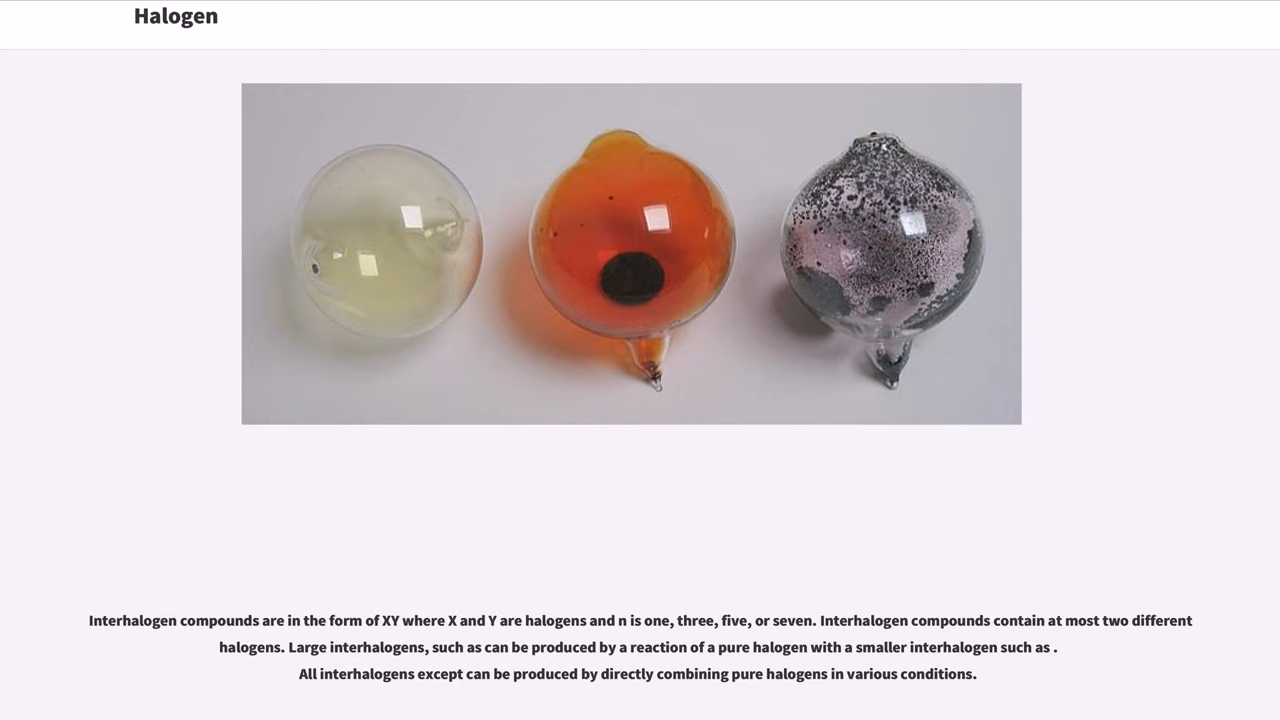 Halogen
Interhalogen compounds are in the form of XY where X and Y are halogens and n is one, three, five, or seven. Interhalogen compounds contain at most two different
halogens. Large interhalogens, such as can be produced by a reaction of a pure halogen with a smaller interhalogen such as .
All interhalogens except can be produced by directly combining pure halogens in various conditions.